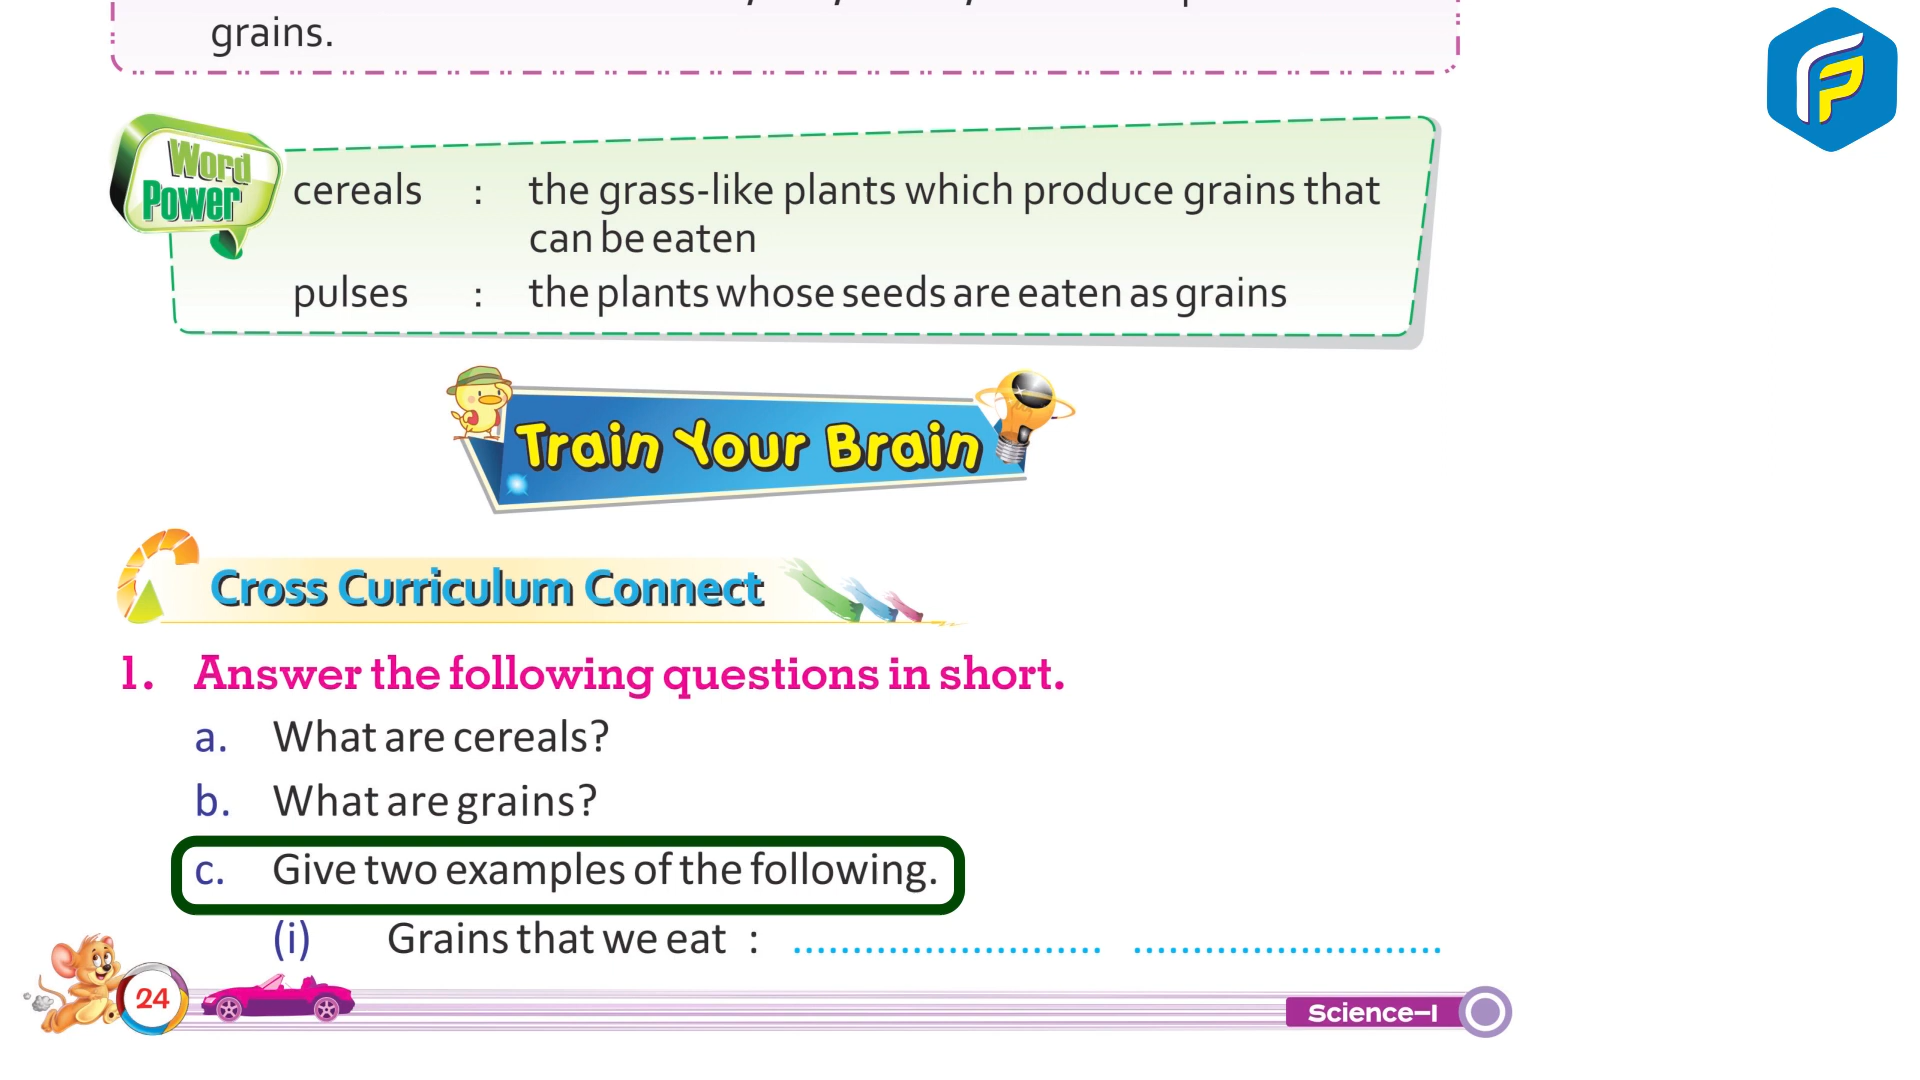 grains.
Word
Power
cereals : the grass-like plants which produce grains that
can be eaten
pulses : the plants whose seeds are eaten as grains
Train Your Brain
Cross Curriculum Connect
1. Answer the following questions in short.
a. What are cereals?
b. What are grains?
c. Give two examples of the following.
(i) Grains that we eat : .......................... ..........................
24
Science–I